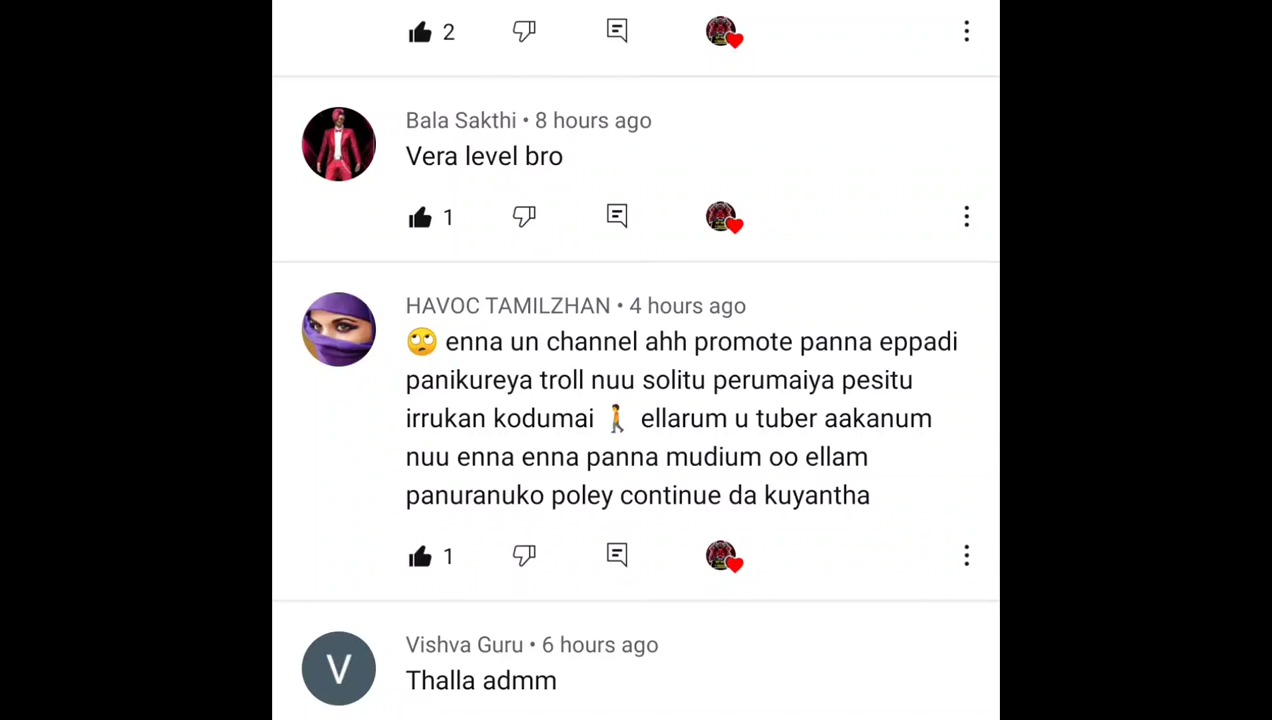 2
Bala Sakthi • 8 hours ago
Vera level bro
1
HAVOC TAMILZHAN • 4 hours ago
🙄 enna un channel ahh promote panna eppadi
panikureya troll nuu solitu perumaiya pesitu
irrukan kodumai 🚶 ellarum u tuber aakanum
nuu enna enna panna mudium oo ellam
panuranuko poley continue da kuyantha
1
V
Vishva Guru • 6 hours ago
Thalla admm